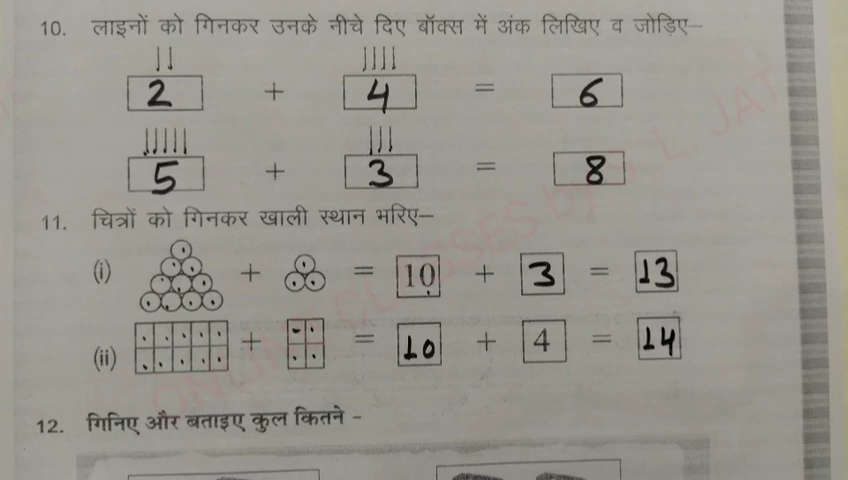 10. लाइनों को गिनकर उनके नीचे दिए बॉक्स में अंक लिखिए व जोड़िए–
2 + 4 = 6
5 + 3 = 8
11. चित्रों को गिनकर खाली स्थान भरिए–
(i) + = 10 + 3 = 13
(ii) + = 10 + 4 = 14
12. गिनिए और बताइए कुल कितने -